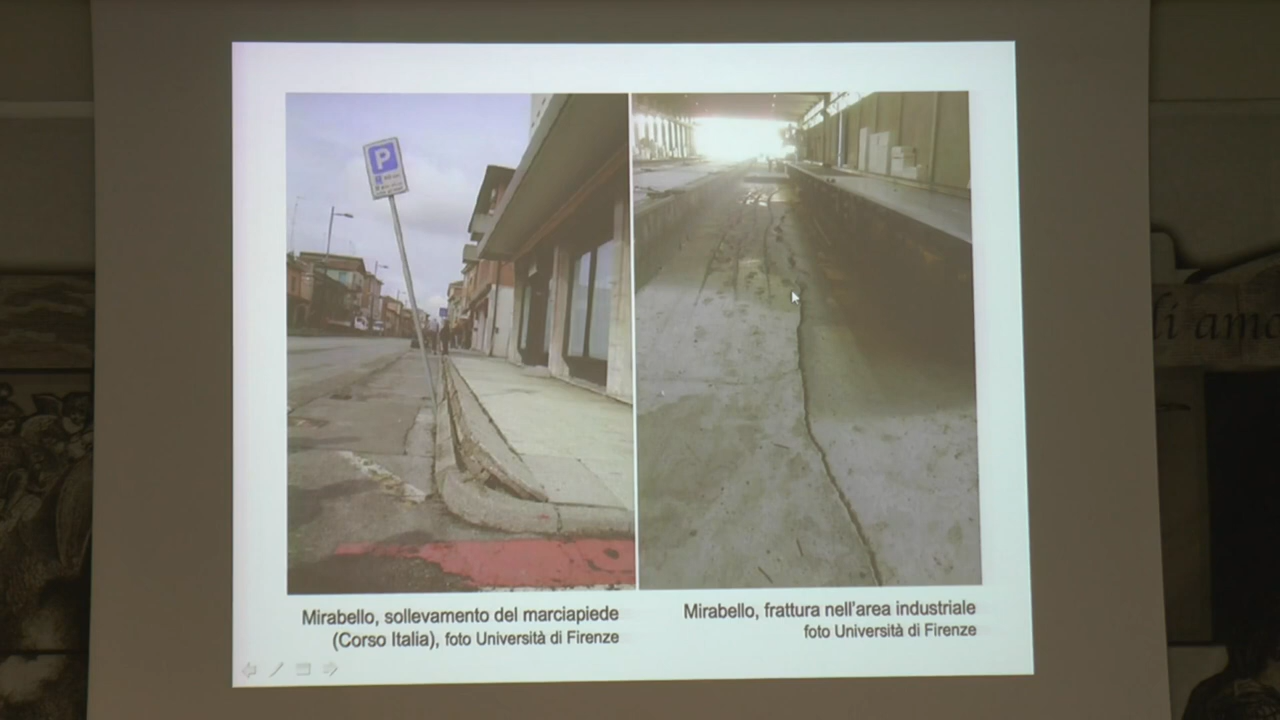 P
Mirabello, sollevamento del marciapiede
(Corso Italia), foto Università di Firenze
Mirabello, frattura nell'area industriale
foto Università di Firenze